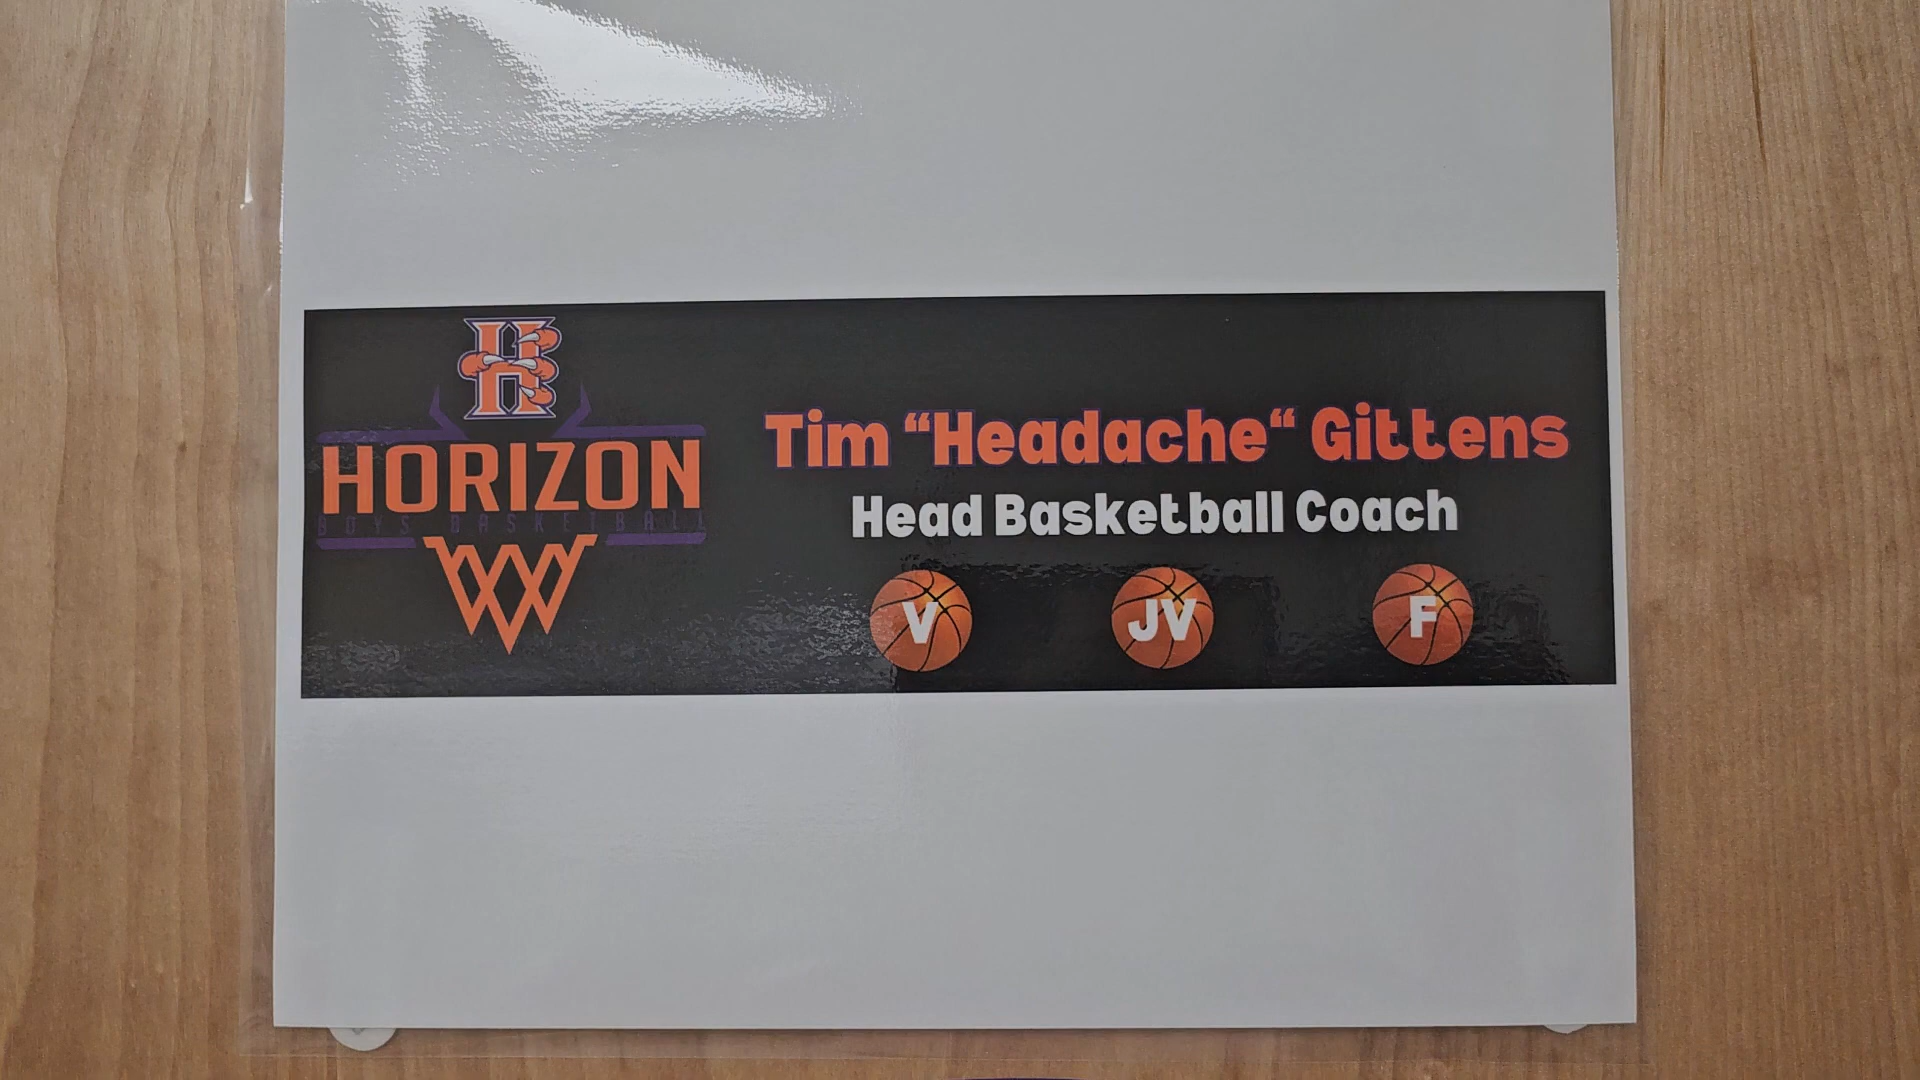 H
HORIZON
BOYS BASKETBALL
Tim “Headache“ Gittens
Head Basketball Coach
V JV F